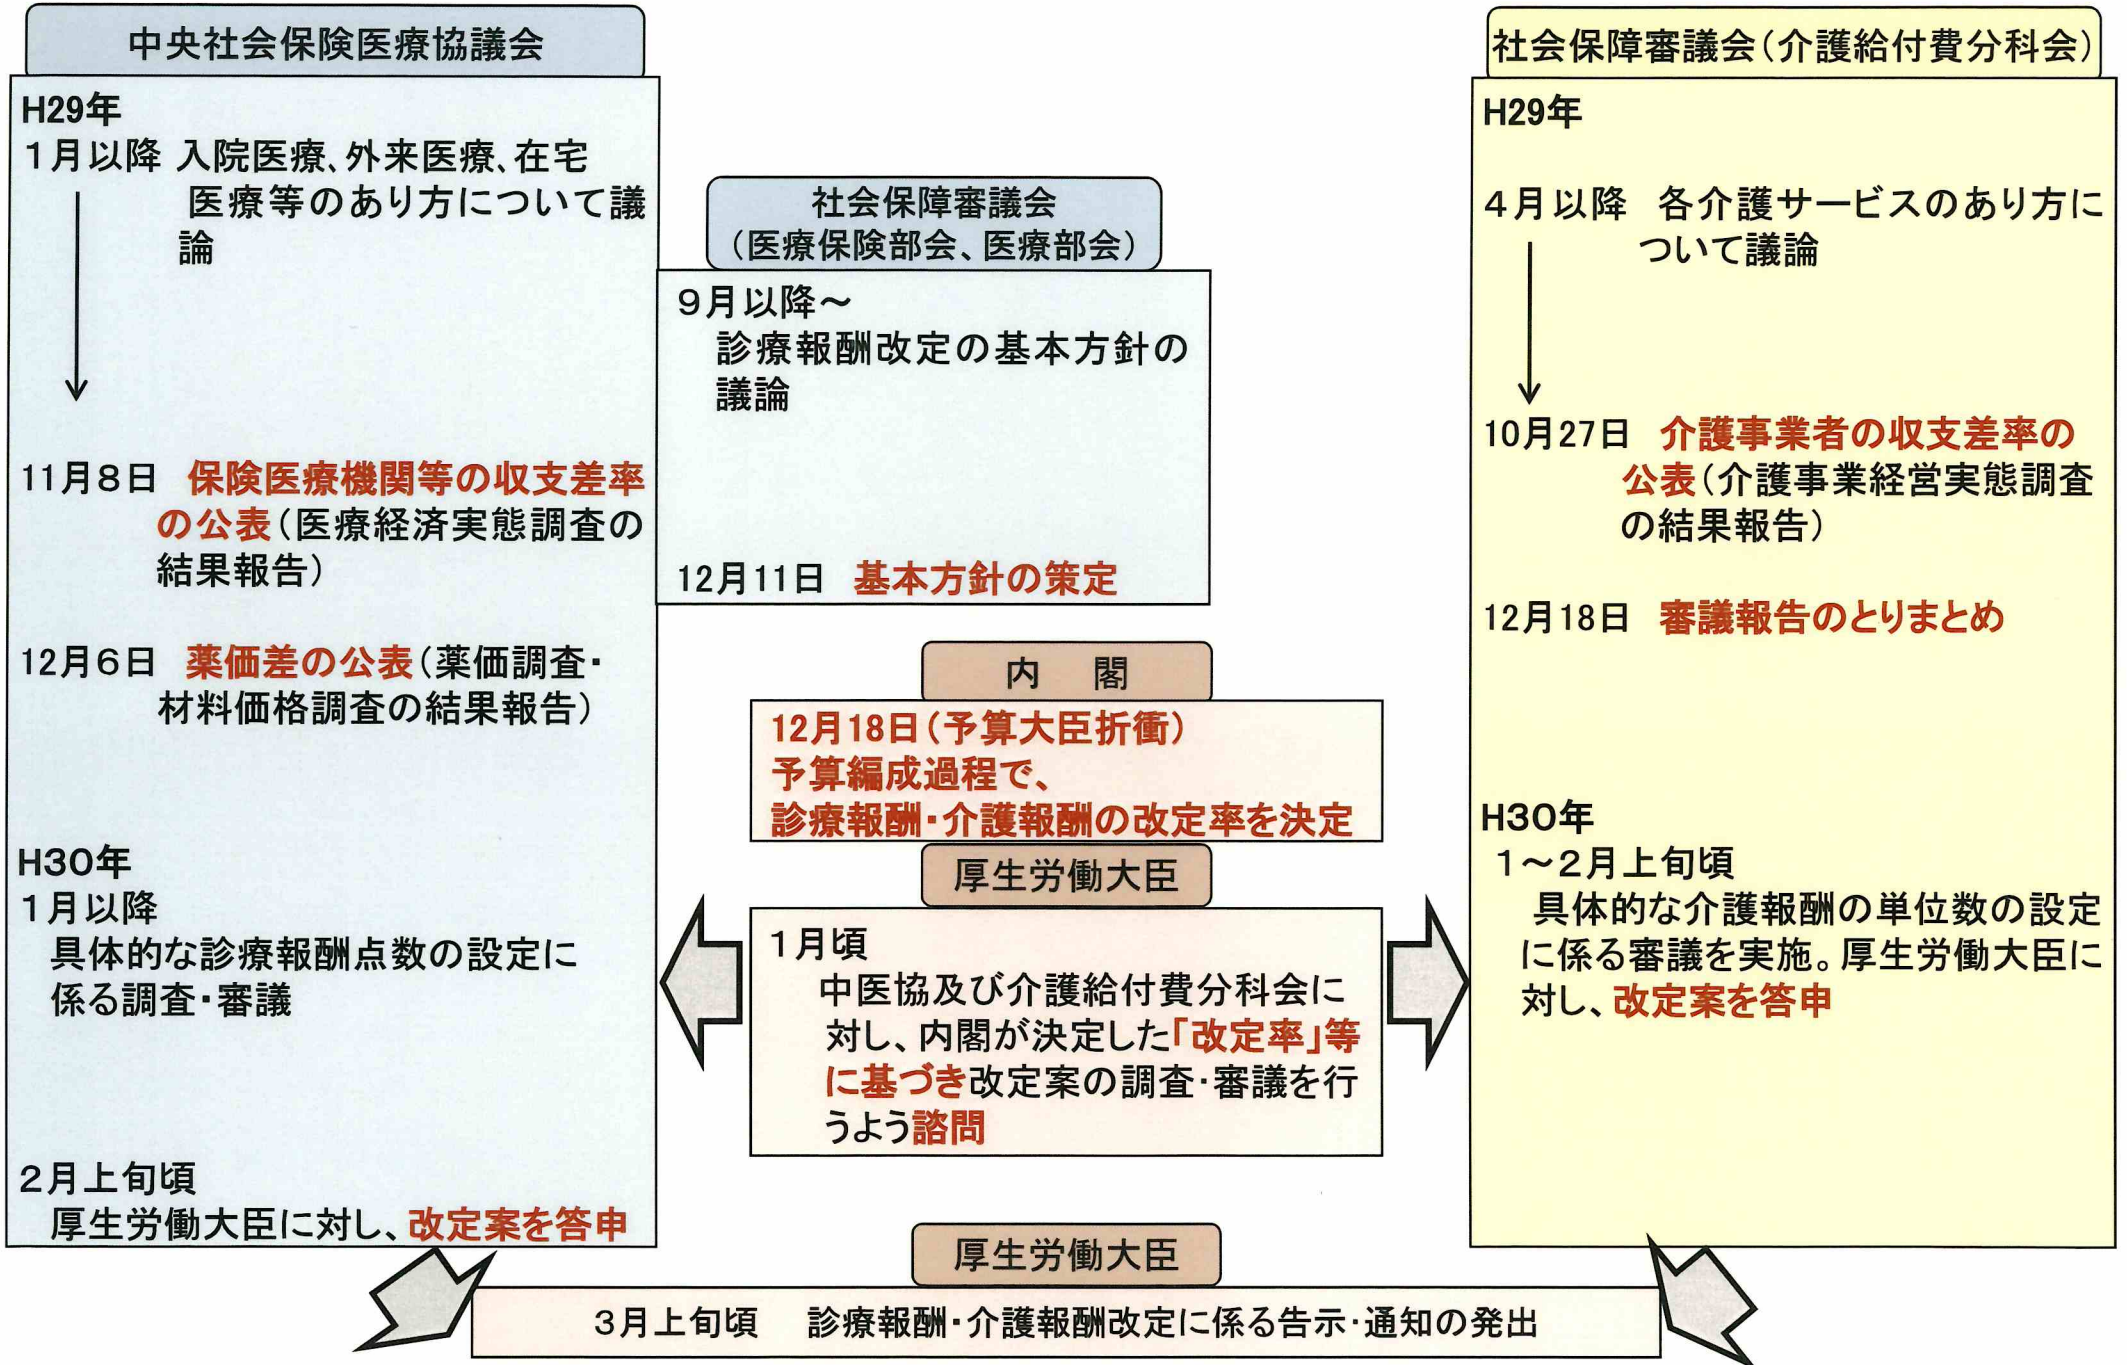 中央社会保険医療協議会
H29年
１月以降 入院医療、外来医療、在宅
医療等のあり方について議
論
11月８日 保険医療機関等の収支差率
の公表（医療経済実態調査の
結果報告）
12月６日 薬価差の公表（薬価調査・
材料価格調査の結果報告）
H30年
１月以降
具体的な診療報酬点数の設定に
係る調査・審議
２月上旬頃
厚生労働大臣に対し、改定案を答申
社会保障審議会
（医療保険部会、医療部会）
９月以降～
診療報酬改定の基本方針の
議論
12月11日 基本方針の策定
内 閣
12月18日（予算大臣折衝）
予算編成過程で、
診療報酬・介護報酬の改定率を決定
厚生労働大臣
１月頃
中医協及び介護給付費分科会に
対し、内閣が決定した「改定率」等
に基づき改定案の調査・審議を行
うよう諮問
社会保障審議会（介護給付費分科会）
H29年
４月以降 各介護サービスのあり方に
ついて議論
10月27日 介護事業者の収支差率の
公表（介護事業経営実態調査
の結果報告）
12月18日 審議報告のとりまとめ
H30年
１～２月上旬頃
具体的な介護報酬の単位数の設定
に係る審議を実施。厚生労働大臣に
対し、改定案を答申
厚生労働大臣
３月上旬頃 診療報酬・介護報酬改定に係る告示・通知の発出